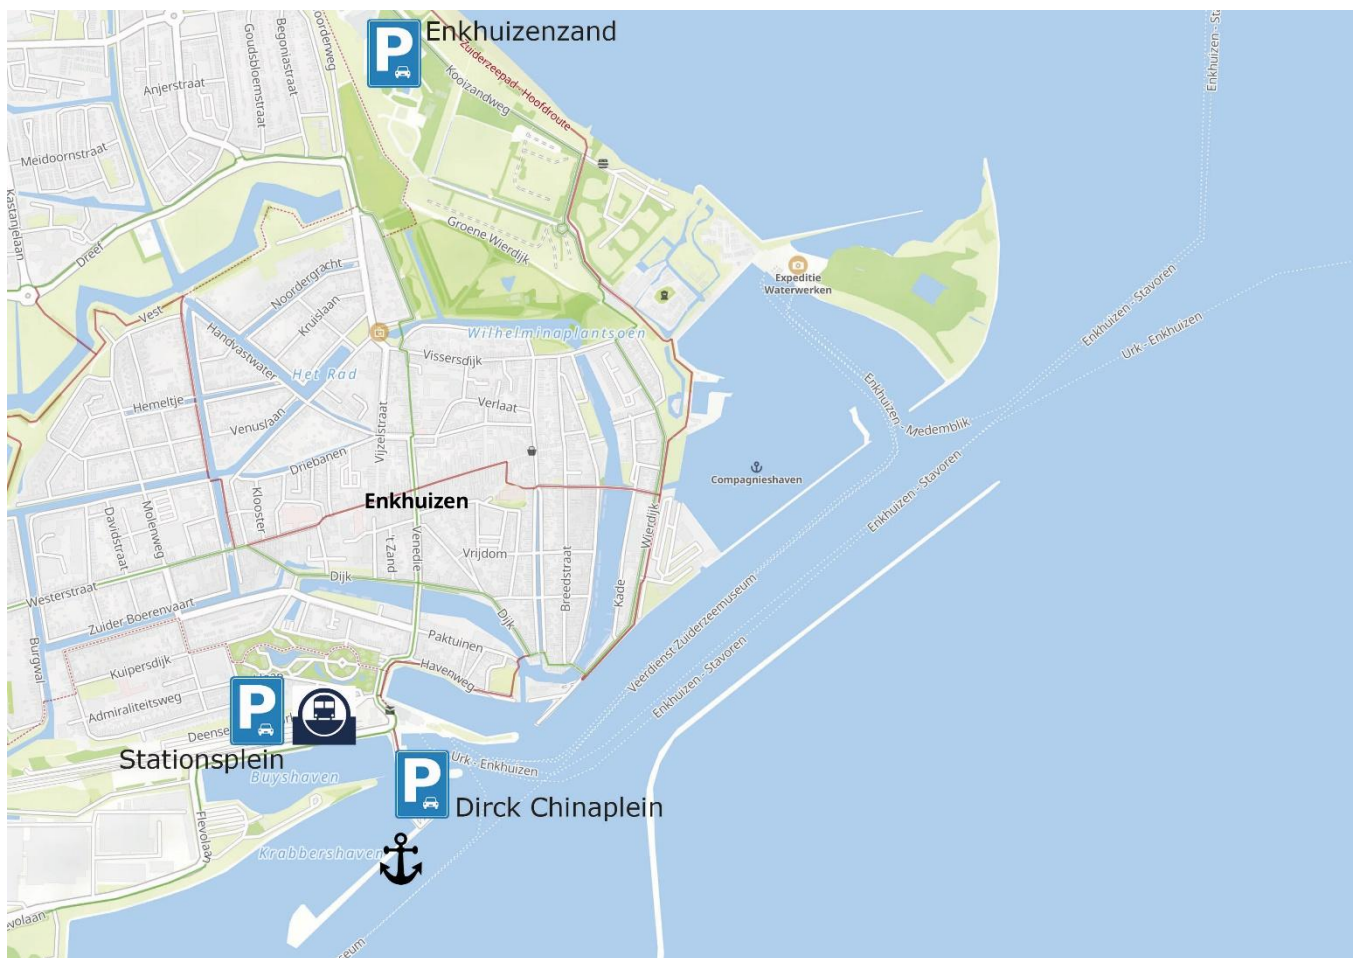 P
Enkhuizenzand
Zuiderzeepad - Hoofdroute
Kooizandweg
Goudsbloemstraat
Begoniastraat
Anjerstraat
Meidoornstraat
Kastanjelaan
Dreef
Groene Wierdijk
Expeditie
Waterwerken
Noordergracht
Kruislaan
Vest
Handvastwater
Het Rad
Wilhelminaplantsoen
Vissersdijk
Hemeltje
Venuslaan
Verlaat
Vijzelstraat
Driebanen
Enkhuizen - Stavoren
Urk - Enkhuizen
Enkhuizen - Medemblik
Compagnieshaven
Enkhuizen
Klooster
Molenweg
Davidstraat
't Zand
Venedie
Vrijdom
Breedstraat
Wierdijk
Kade
Enkhuizen - Stavoren
Westerstraat
Dijk
Dijk
Zuider Boerenvaart
Burgwal
Paktuinen
Havenweg
Kuipersdijk
Admiraliteitsweg
Veerdienst Zuiderzeemuseum
Enkhuizen - Stavoren
P
Stationsplein
Buyshaven
Urk - Enkhuizen
P
Dirck Chinaplein
Flevolaan
Krabbershaven